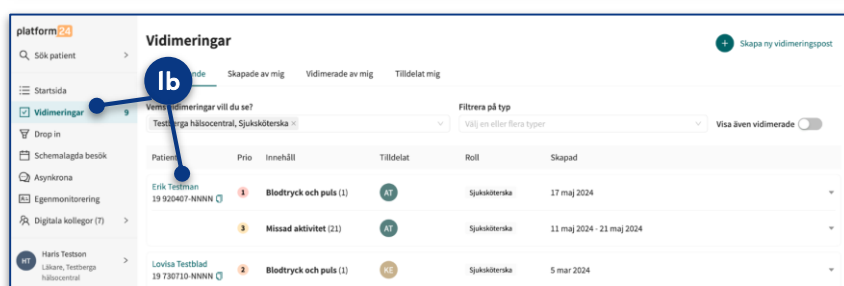 platform24
Sök patient
Startsida
Vidimeringar 9
Drop in
Schemalagda besök
Asynkrona
Egenmonitorering
Digitala kollegor (7)
HT
Haris Testson
Läkare, Testberga
hälsocentral
Vidimeringar
Skapa ny vidimeringspost
Skapade av mig Vidimerade av mig Tilldelat mig
1b
Vems vidimeringar vill du se?
Testberga hälsocentral, Sjuksköterska ×
Filtrera på typ
Välj en eller flera typer
Visa även vidimerade
Patient Prio Innehåll Tilldelat Roll Skapad
Erik Testman
19 920407-NNNN
1 Blodtryck och puls (1) AT Sjuksköterska 17 maj 2024
3 Missad aktivitet (21) AT Sjuksköterska 11 maj 2024 - 21 maj 2024
Lovisa Testblad
19 730710-NNNN
2 Blodtryck och puls (1) KE Sjuksköterska 5 mar 2024